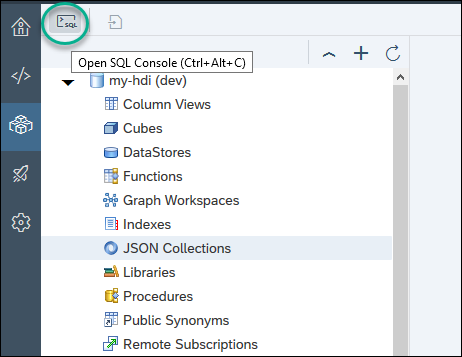 SQL
Open SQL Console (Ctrl+Alt+C)
my-hdi (dev)
Column Views
Cubes
DataStores
Functions
Graph Workspaces
Indexes
JSON Collections
Libraries
Procedures
Public Synonyms
Remote Subscriptions